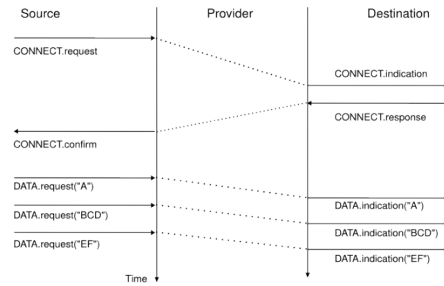 Source Provider Destination
CONNECT.request
CONNECT.indication
CONNECT.response
CONNECT.confirm
DATA.request("A")
DATA.indication("A")
DATA.request("BCD")
DATA.indication("BCD")
DATA.request("EF")
DATA.indication("EF")
Time